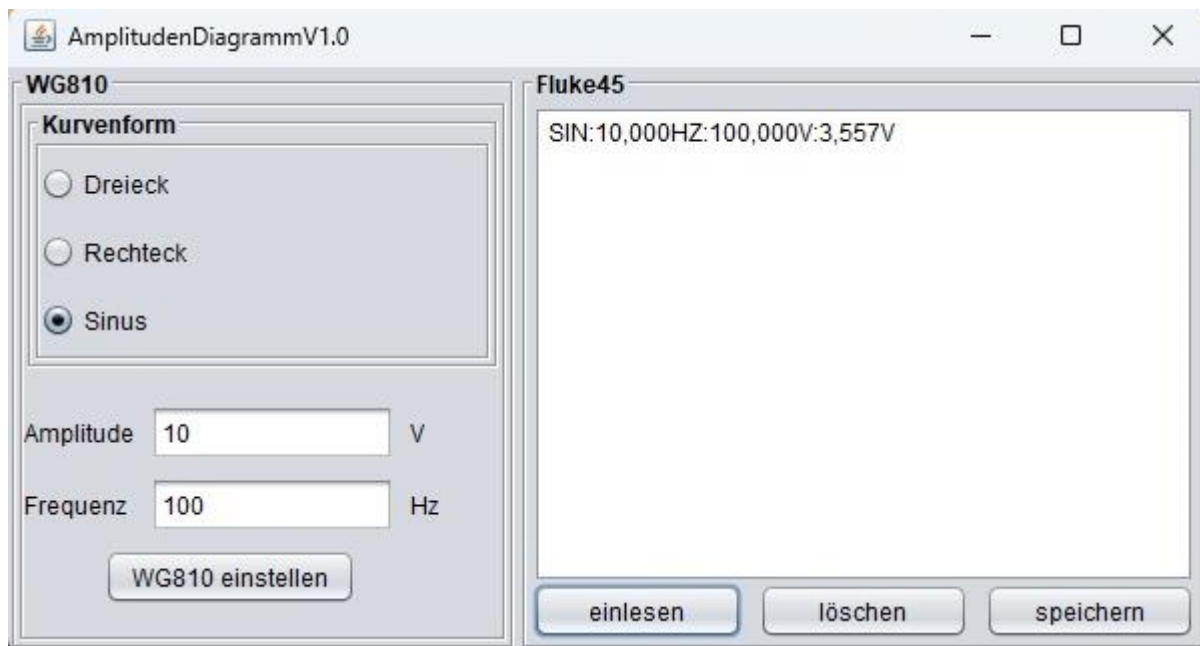 AmplitudenDiagrammV1.0
WG810
Kurvenform
Dreieck
Rechteck
Sinus
Amplitude 10 V
Frequenz 100 Hz
WG810 einstellen
Fluke45
SIN:10,000HZ:100,000V:3,557V
einlesen löschen speichern